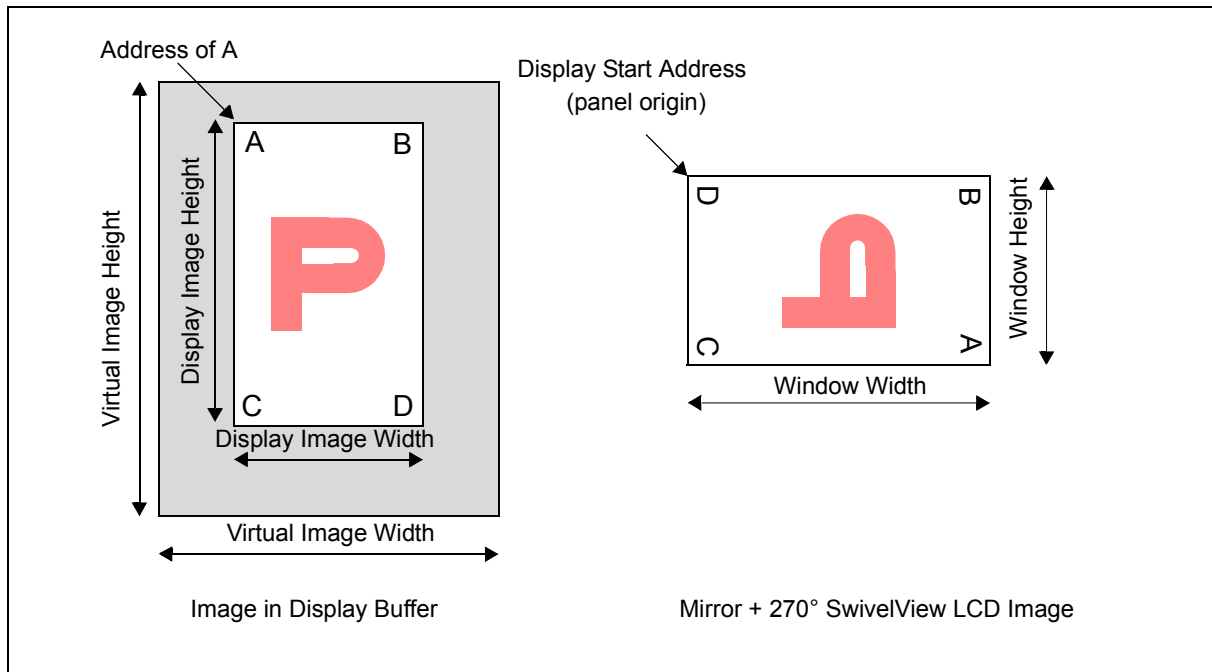 Address of A
Virtual Image Height
Display Image Height
A
B
P
C
D
Display Image Width
Virtual Image Width
Image in Display Buffer
Display Start Address
(panel origin)
D
B
P
C
A
Window Height
Window Width
Mirror + 270° SwivelView LCD Image